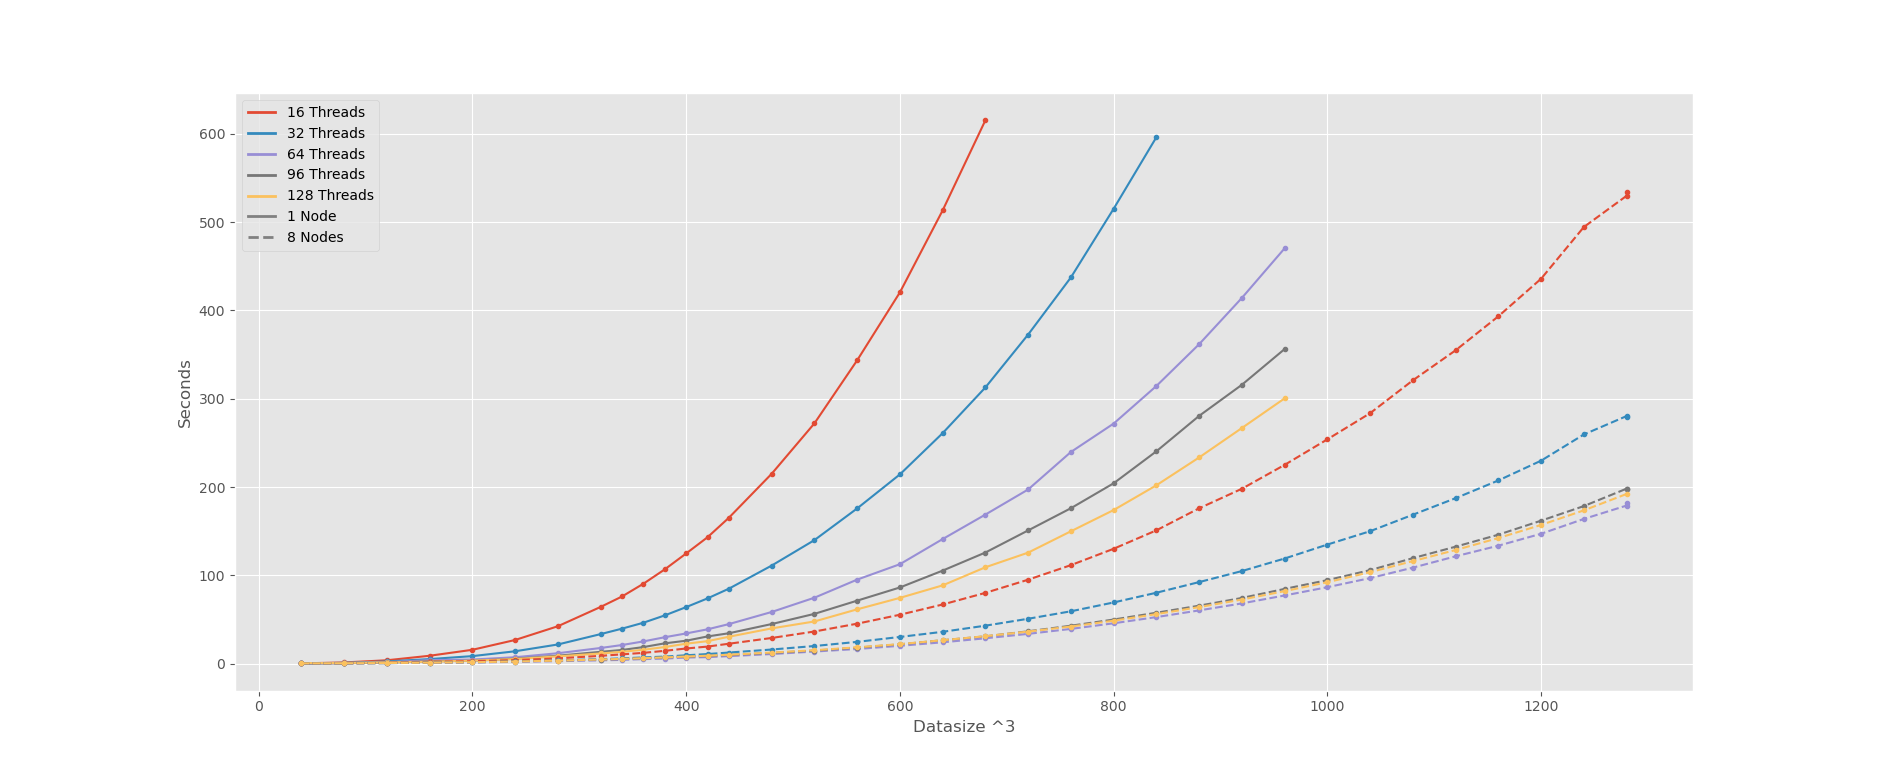 16 Threads
32 Threads
64 Threads
96 Threads
128 Threads
1 Node
8 Nodes
600
500
400
300
200
100
0
Seconds
0 200 400 600 800 1000 1200
Datasize ^3